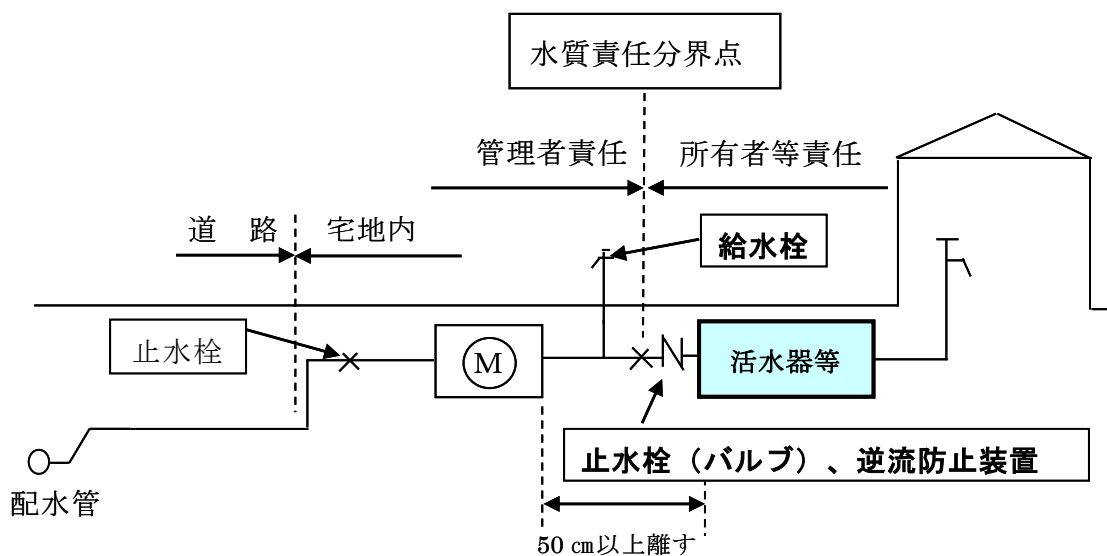 水質責任分界点
管理者責任
所有者等責任
道　路
宅地内
給水栓
止水栓
M
活水器等
止水栓（バルブ）、逆流防止装置
配水管
50 ㎝以上離す